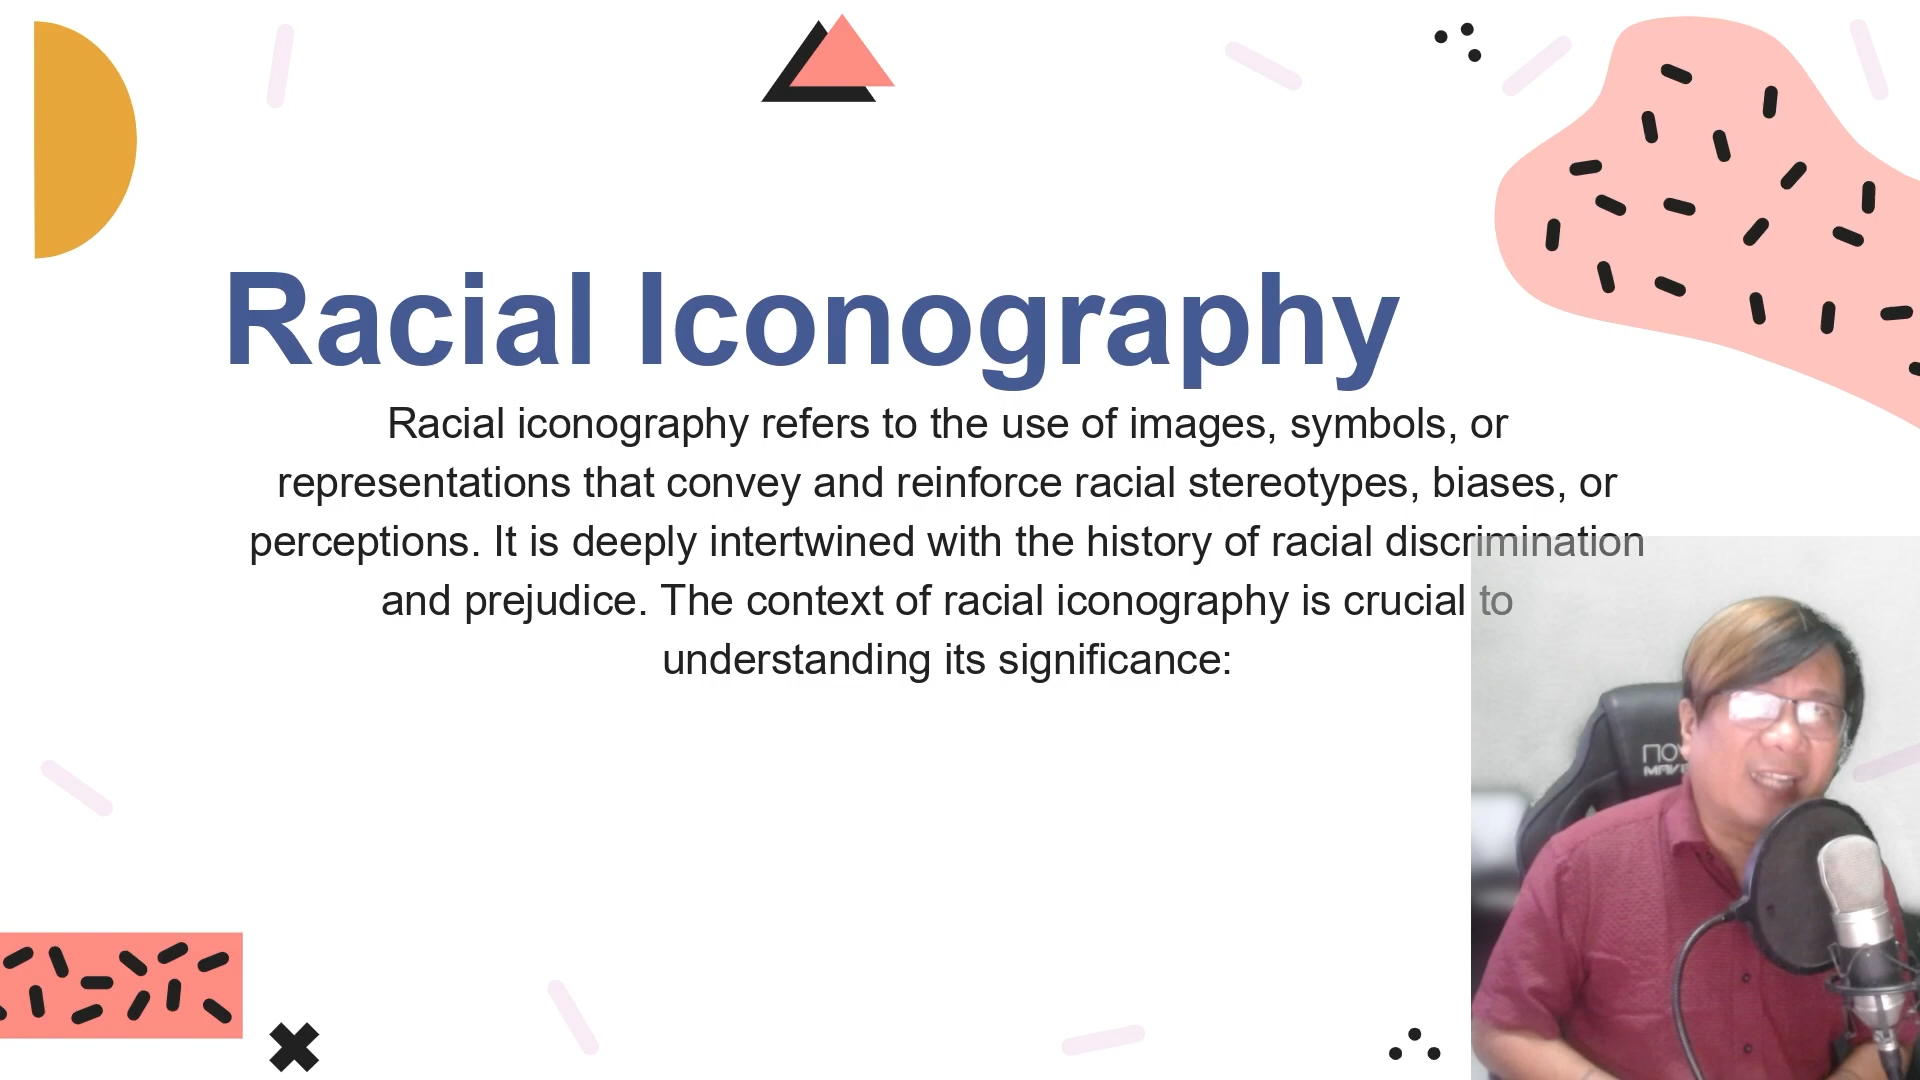 Racial Iconography
Racial iconography refers to the use of images, symbols, or
representations that convey and reinforce racial stereotypes, biases, or
perceptions. It is deeply intertwined with the history of racial discrimination
and prejudice. The context of racial iconography is crucial to
understanding its significance: